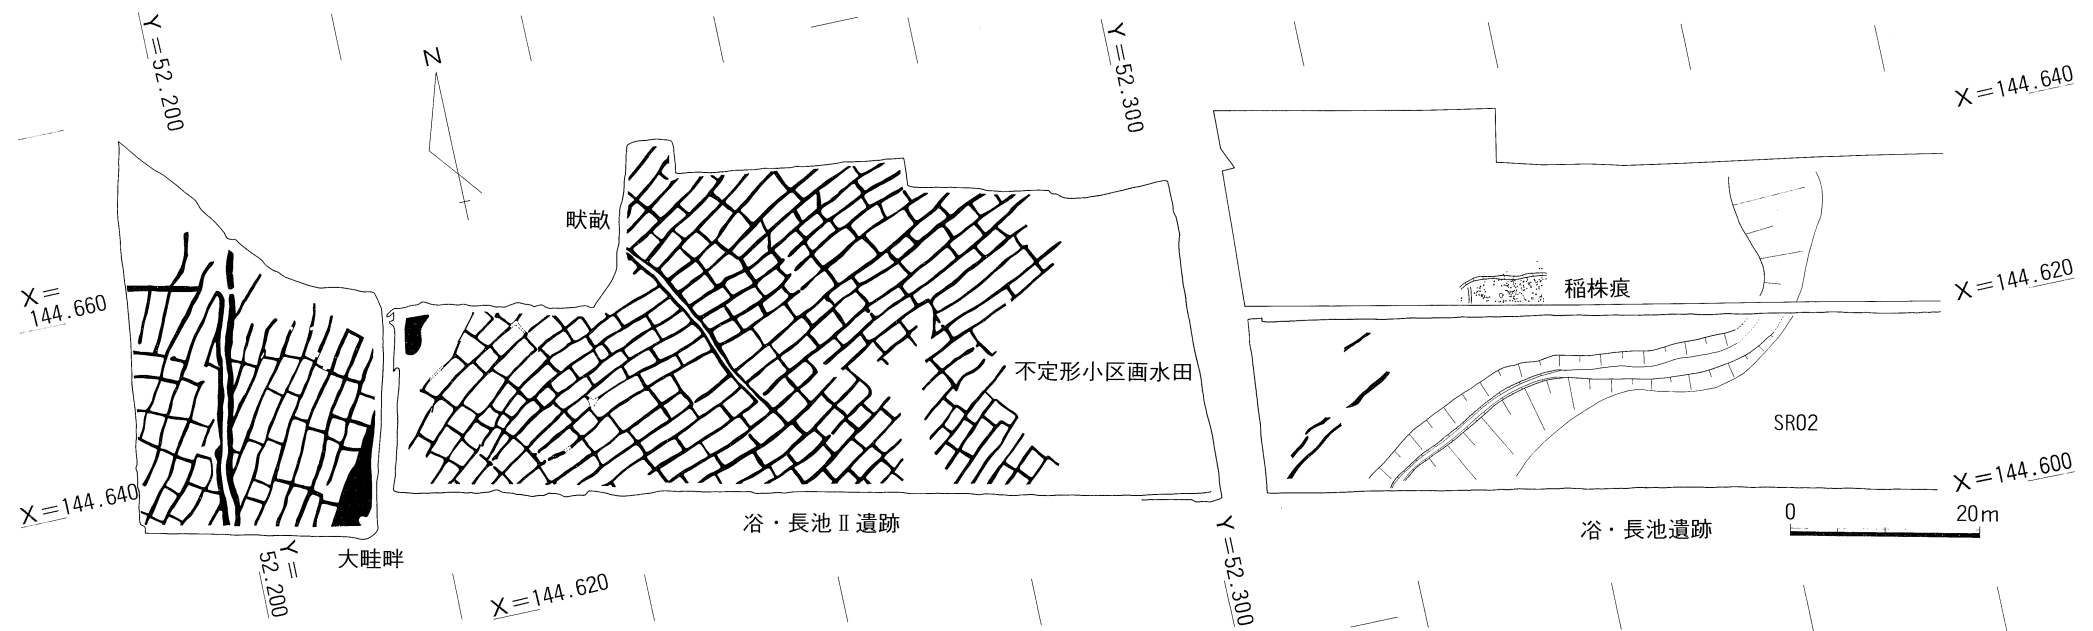 Y=52.200
N
Y=52.300
X=144.640
畎畝
X=
144.660
稲株痕
X=144.620
不定形小区画水田
SR02
X=144.640
X=144.600
浴・長池Ⅱ遺跡
浴・長池遺跡
0 20m
大畦畔
Y=
52.200
X=144.620
Y=52.300